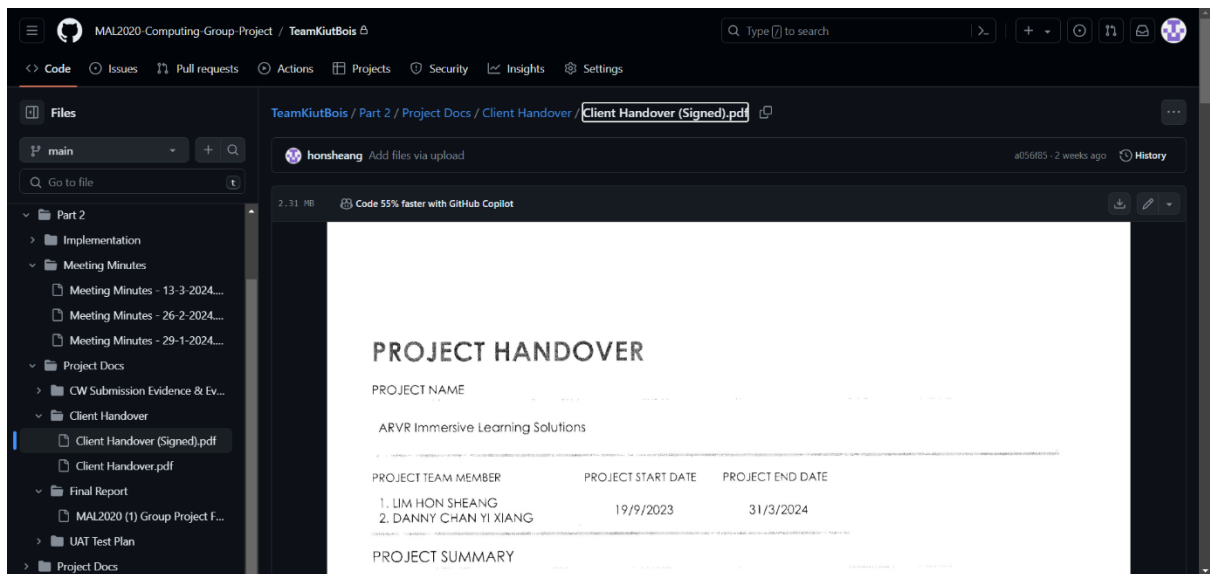 MAL2020-Computing-Group-Project / TeamKiutBois
Type / to search
<> Code
Issues
Pull requests
Actions
Projects
Security
Insights
Settings
Files
main
Go to file
t
Part 2
Implementation
Meeting Minutes
Meeting Minutes - 13-3-2024....
Meeting Minutes - 26-2-2024....
Meeting Minutes - 29-1-2024....
Project Docs
CW Submission Evidence & Ev...
Client Handover
Client Handover (Signed).pdf
Client Handover.pdf
Final Report
MAL2020 (1) Group Project F...
UAT Test Plan
Project Docs
TeamKiutBois / Part 2 / Project Docs / Client Handover / Client Handover (Signed).pdf
honsheang Add files via upload
a056f85 · 2 weeks ago
History
2.31 MB
Code 55% faster with GitHub Copilot
PROJECT HANDOVER
PROJECT NAME
ARVR Immersive Learning Solutions
PROJECT TEAM MEMBER PROJECT START DATE PROJECT END DATE
1. LIM HON SHEANG
2. DANNY CHAN YI XIANG
19/9/2023 31/3/2024
PROJECT SUMMARY